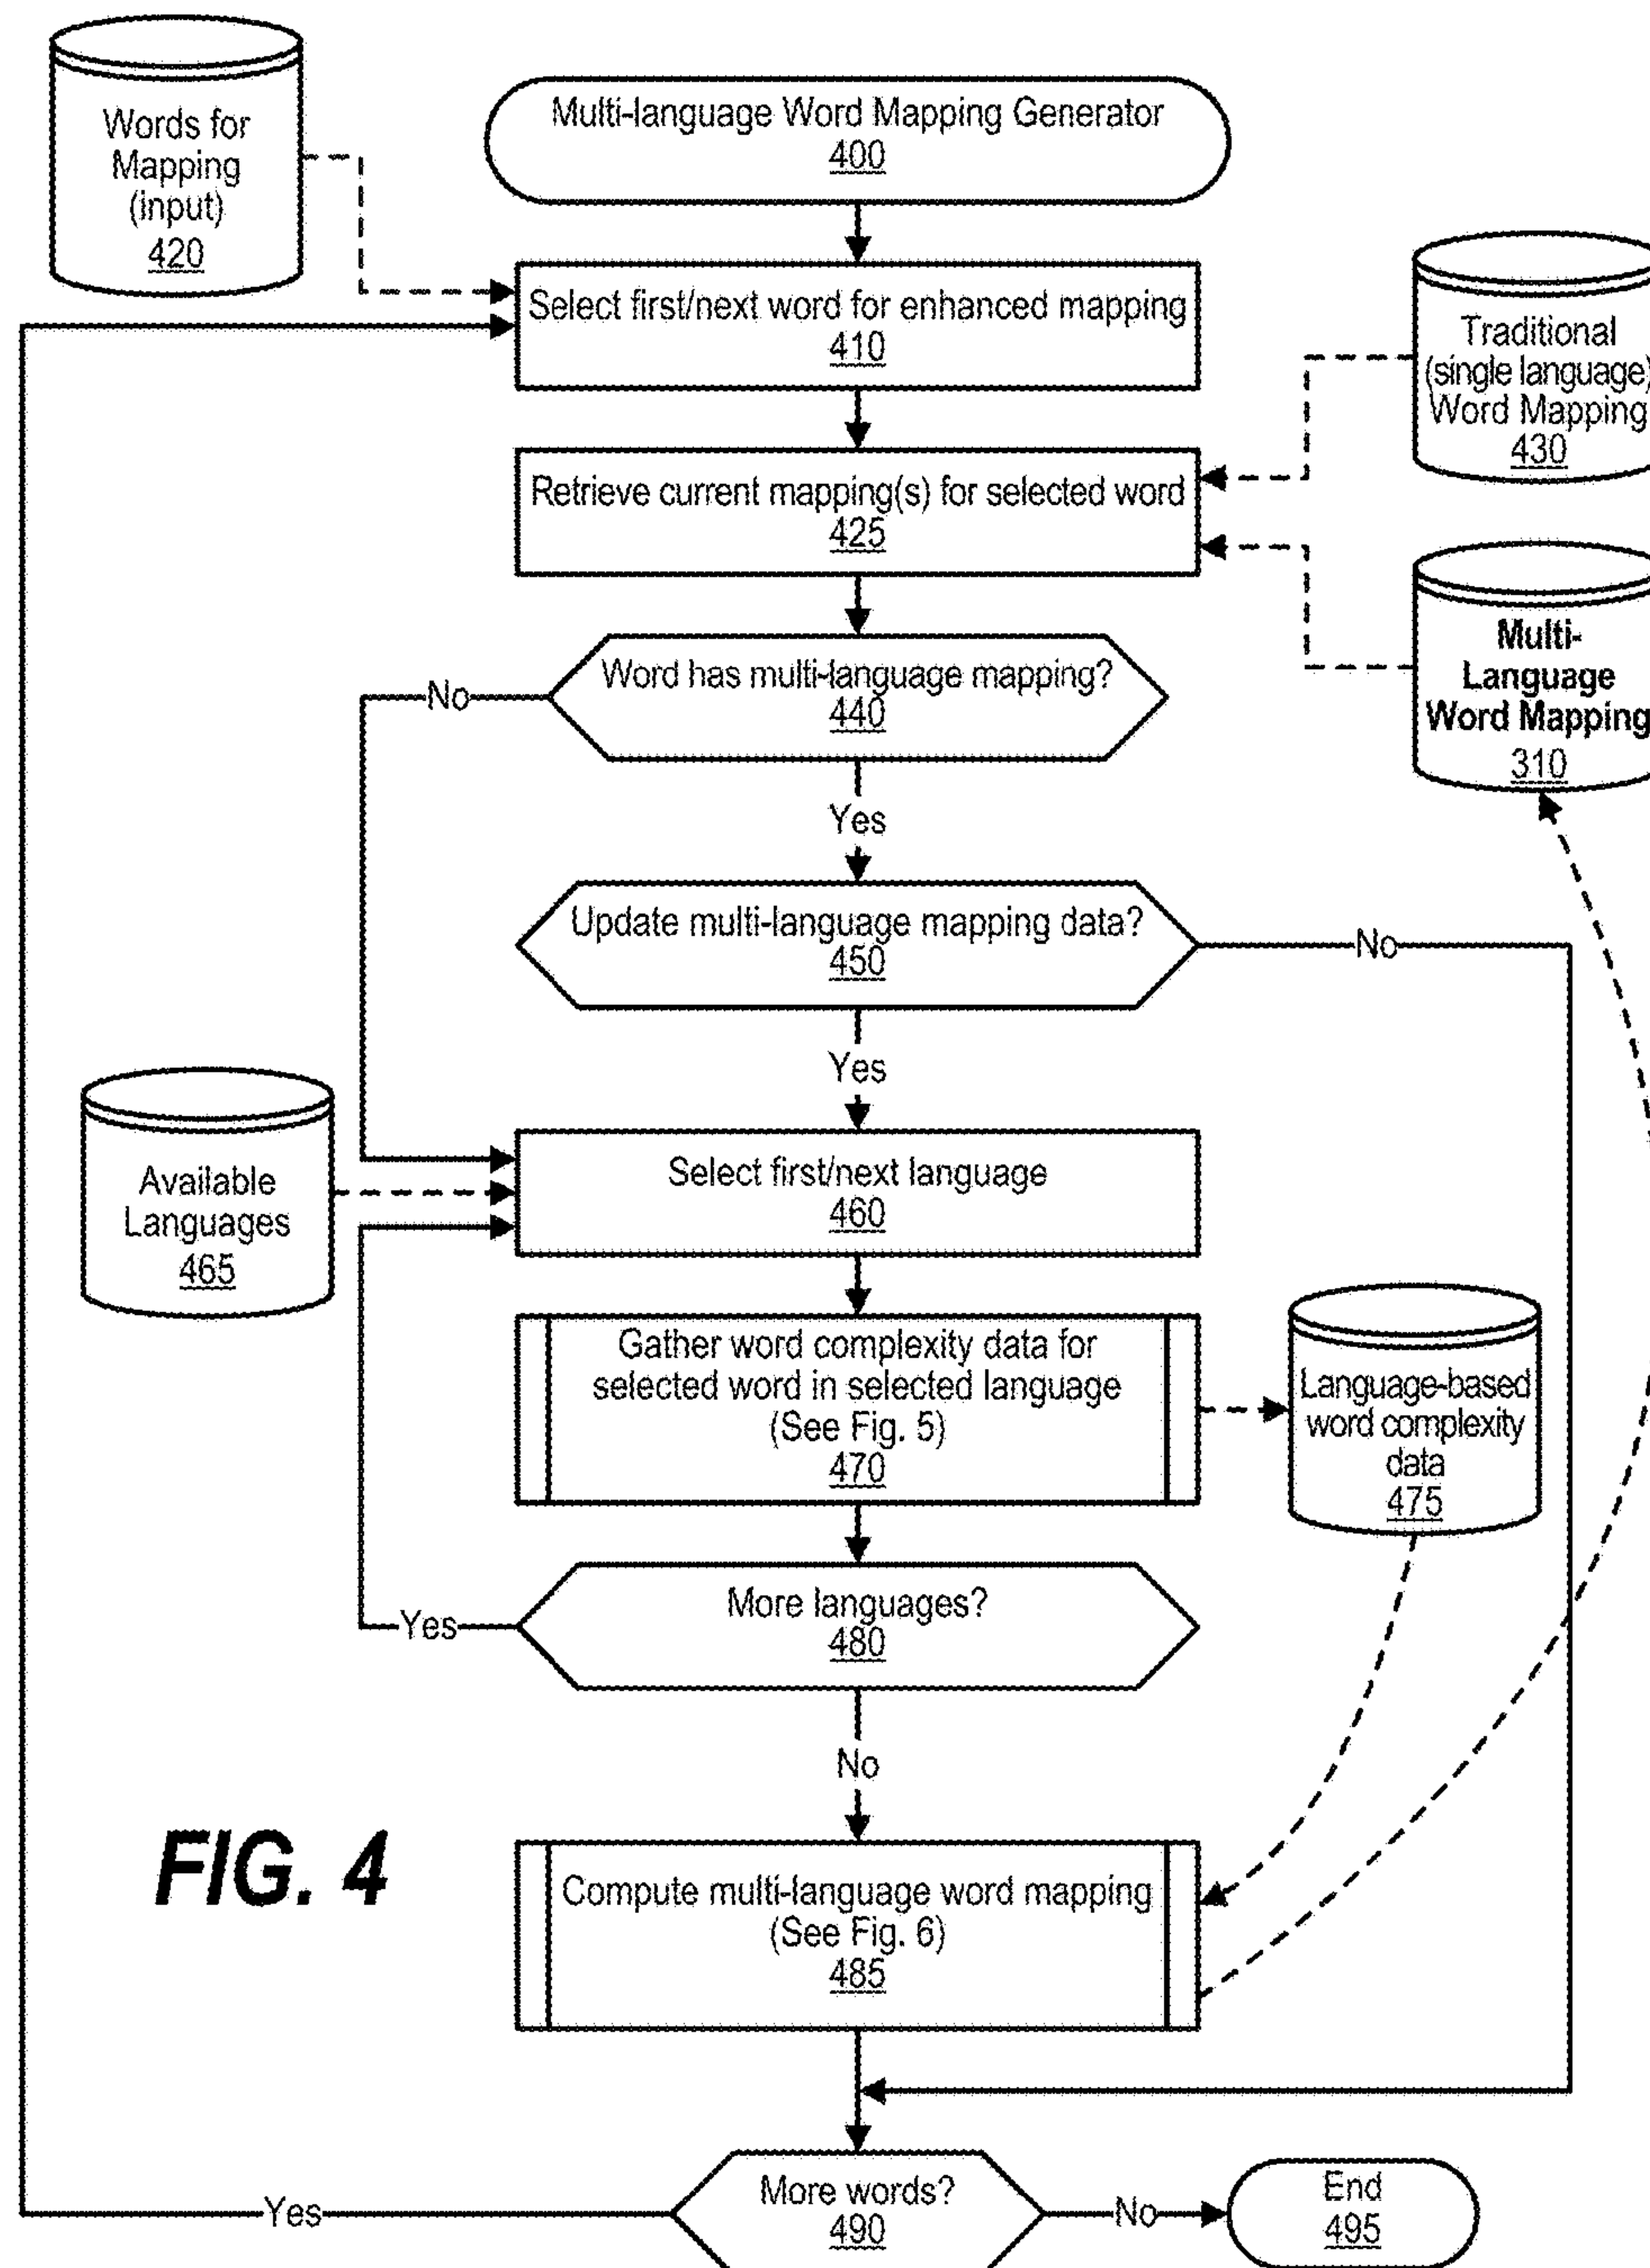 Words for
Mapping
(input)
420
Multi-language Word Mapping Generator
400
Select first/next word for enhanced mapping
410
Traditional
(single language)
Word Mapping
430
Retrieve current mapping(s) for selected word
425
Multi-
Language
Word Mapping
310
Word has multi-language mapping?
440
No
Yes
Update multi-language mapping data?
450
No
Yes
Available
Languages
465
Select first/next language
460
Gather word complexity data for
selected word in selected language
(See Fig. 5)
470
Language-based
word complexity
data
475
More languages?
480
Yes
No
FIG. 4
Compute multi-language word mapping
(See Fig. 6)
485
More words?
490
Yes
No
End
495